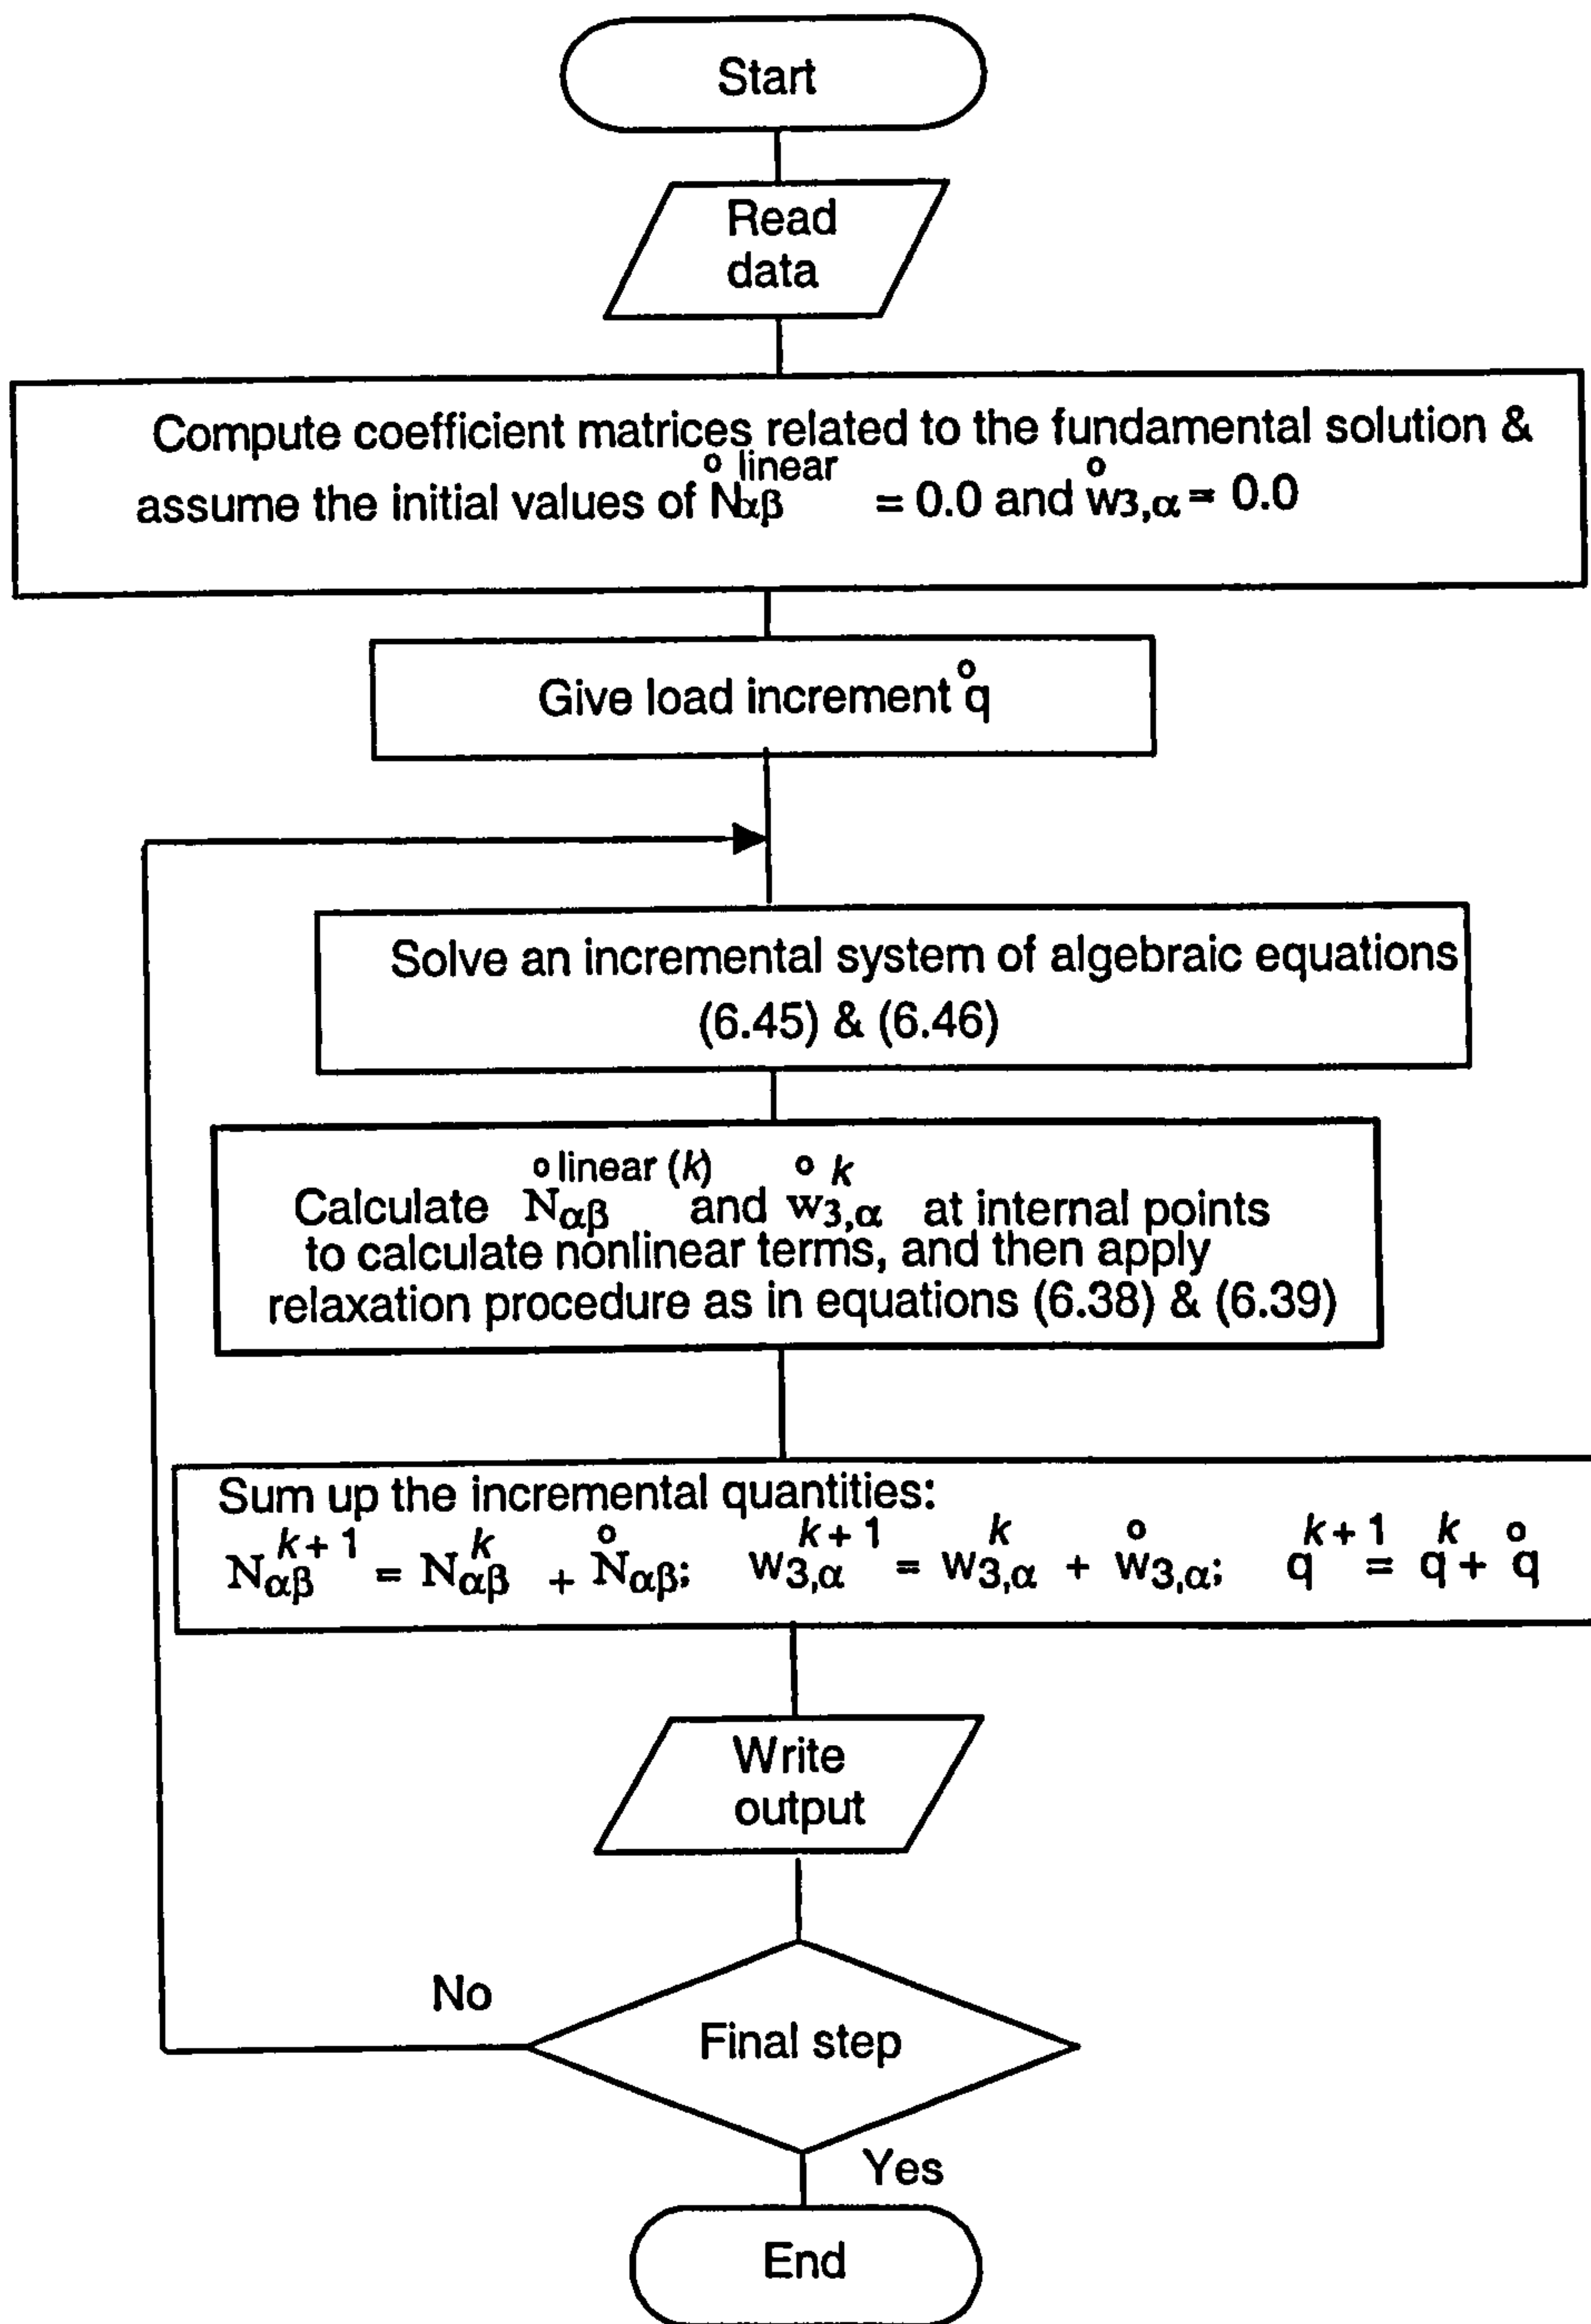 Start
Read
data
Compute coefficient matrices related to the fundamental solution &
assume the initial values of N̊αβ^linear = 0.0 and ẘ3,α = 0.0
Give load increment q̊
Solve an incremental system of algebraic equations
(6.45) & (6.46)
Calculate N̊αβ^linear (k) and ẘ3,α^k at internal points
to calculate nonlinear terms, and then apply
relaxation procedure as in equations (6.38) & (6.39)
Sum up the incremental quantities:
Nαβ^k+1 = Nαβ^k + N̊αβ; w3,α^k+1 = w3,α^k + ẘ3,α; q^k+1 = q^k + q̊
Write
output
No
Final step
Yes
End